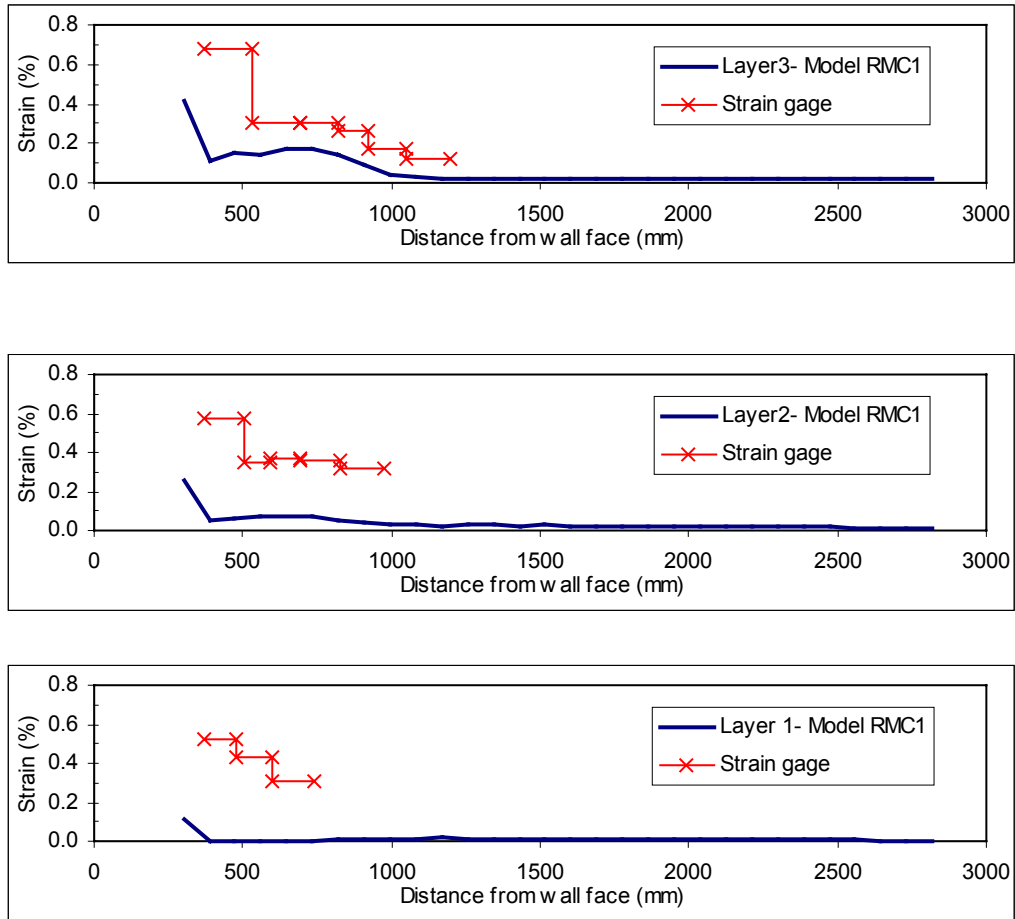 0.8
0.6
0.4
0.2
0.0
Strain (%)
Layer3- Model RMC1
Strain gage
0 500 1000 1500 2000 2500 3000
Distance from wall face (mm)
0.8
0.6
0.4
0.2
0.0
Strain (%)
Layer2- Model RMC1
Strain gage
0 500 1000 1500 2000 2500 3000
Distance from wall face (mm)
0.8
0.6
0.4
0.2
0.0
Strain (%)
Layer 1- Model RMC1
Strain gage
0 500 1000 1500 2000 2500 3000
Distance from wall face (mm)